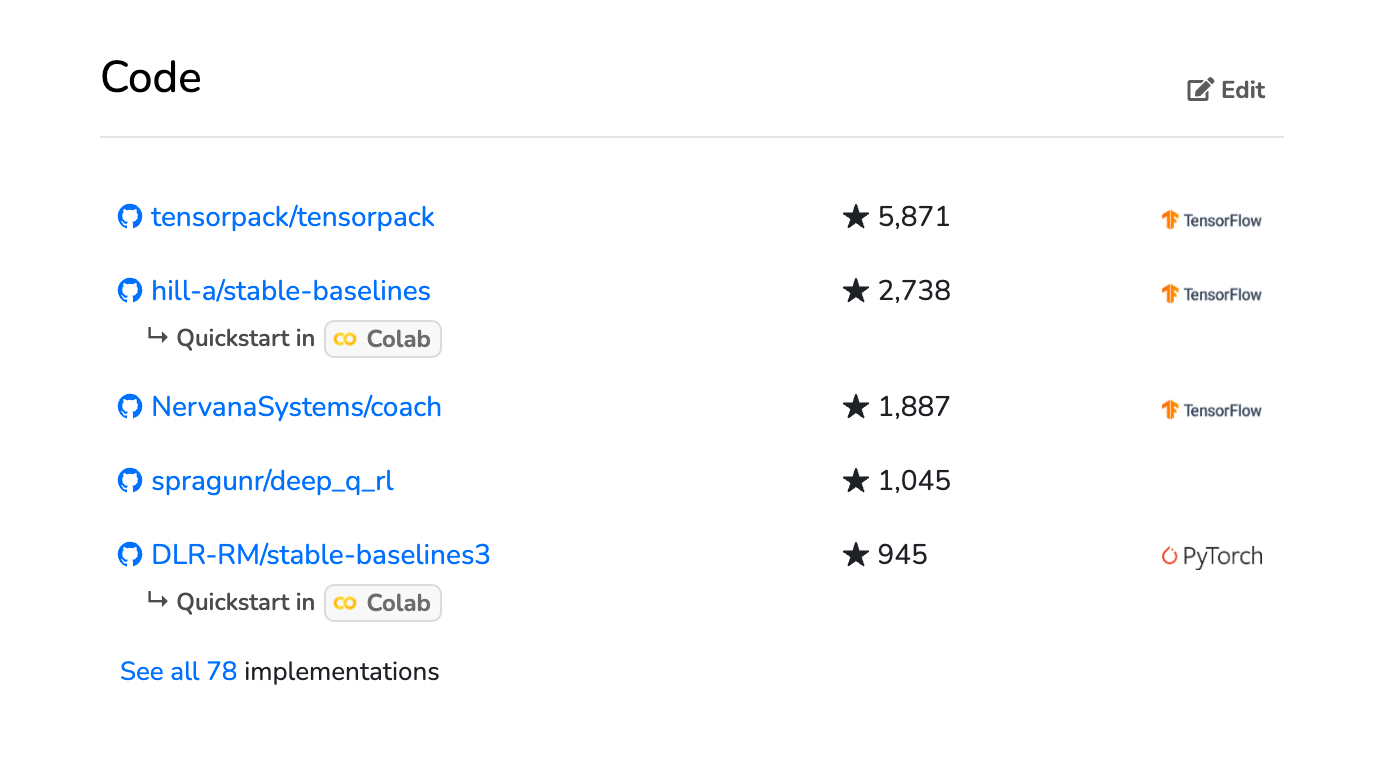 Code
Edit
tensorpack/tensorpack 5,871 TensorFlow
hill-a/stable-baselines 2,738 TensorFlow
Quickstart in Colab
NervanaSystems/coach 1,887 TensorFlow
spragunr/deep_q_rl 1,045
DLR-RM/stable-baselines3 945 PyTorch
Quickstart in Colab
See all 78 implementations